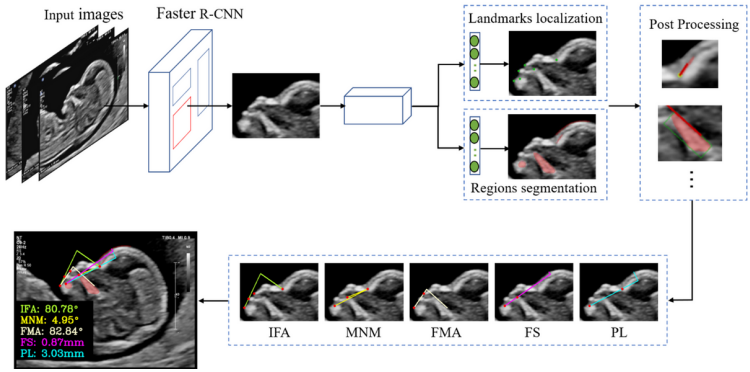 Input images
Faster R-CNN
Landmarks localization
Regions segmentation
Post Processing
IFA
MNM
FMA
FS
PL
IFA: 80.78°
MNM: 4.95°
FMA: 82.84°
FS: 0.87mm
PL: 3.03mm